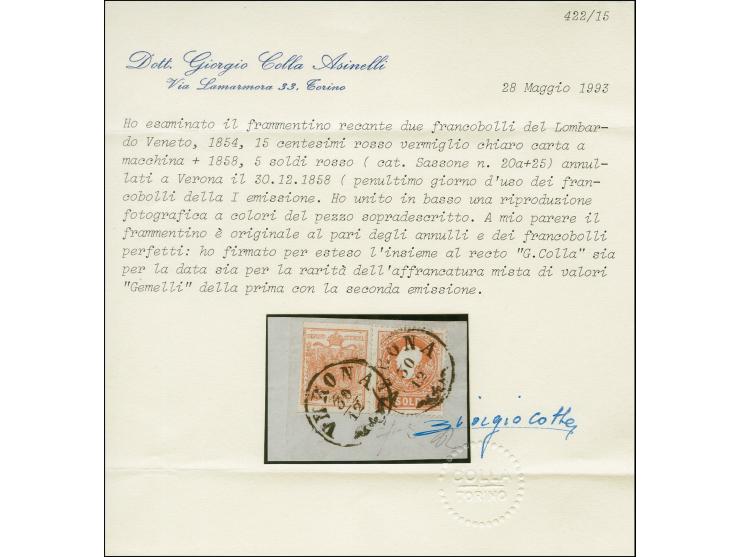 422/15
Dott. Giorgio Colla Asinelli
Via Lamarmora 33, Torino
28 Maggio 1993
Ho esaminato il frammentino recante due francobolli del Lombar-
do Veneto, 1854, 15 centesimi rosso vermiglio chiaro carta a
macchina + 1858, 5 soldi rosso ( cat. Sassone n. 20a+25) annul-
lati a Verona il 30.12.1858 ( penultimo giorno d'uso dei fran-
cobolli della I emissione. Ho unito in basso una riproduzione
fotografica a colori del pezzo sopradescritto. A mio parere il
frammentino è originale al pari degli annulli e dei francobolli
perfetti: ho firmato per esteso l'insieme al recto "G.Colla" sia
per la data sia per la rarità dell'affrancatura mista di valori
"Gemelli" della prima con la seconda emissione.
VERONA
30
12
VERONA
30
12
SOL
Giorgio Colla
COLLA
TORINO